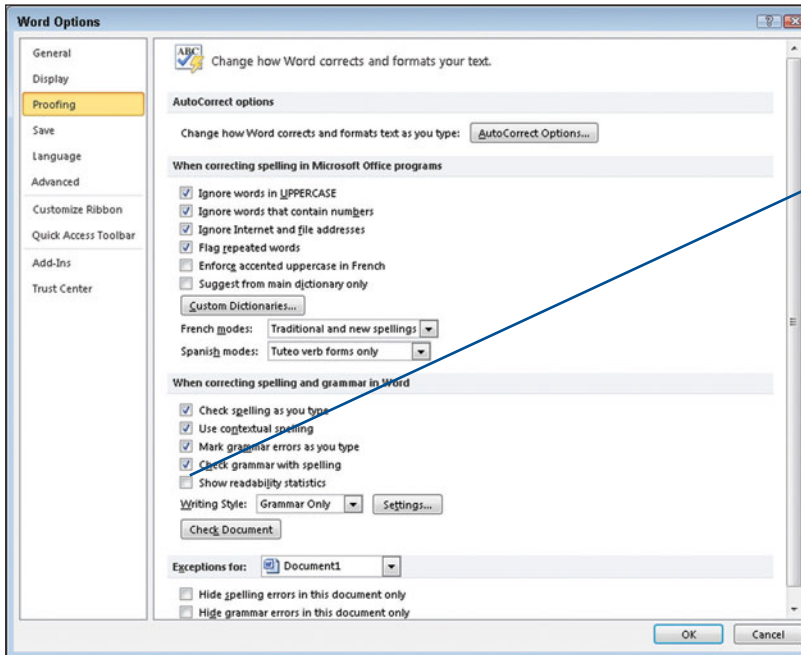 Word Options
General
Display
Proofing
Save
Language
Advanced
Customize Ribbon
Quick Access Toolbar
Add-Ins
Trust Center
ABC
Change how Word corrects and formats your text.
AutoCorrect options
Change how Word corrects and formats text as you type: AutoCorrect Options...
When correcting spelling in Microsoft Office programs
Ignore words in UPPERCASE
Ignore words that contain numbers
Ignore Internet and file addresses
Flag repeated words
Enforce accented uppercase in French
Suggest from main dictionary only
Custom Dictionaries...
French modes: Traditional and new spellings
Spanish modes: Tuteo verb forms only
When correcting spelling and grammar in Word
Check spelling as you type
Use contextual spelling
Mark grammar errors as you type
Check grammar with spelling
Show readability statistics
Writing Style: Grammar Only Settings...
Check Document
Exceptions for: Document1
Hide spelling errors in this document only
Hide grammar errors in this document only
OK Cancel